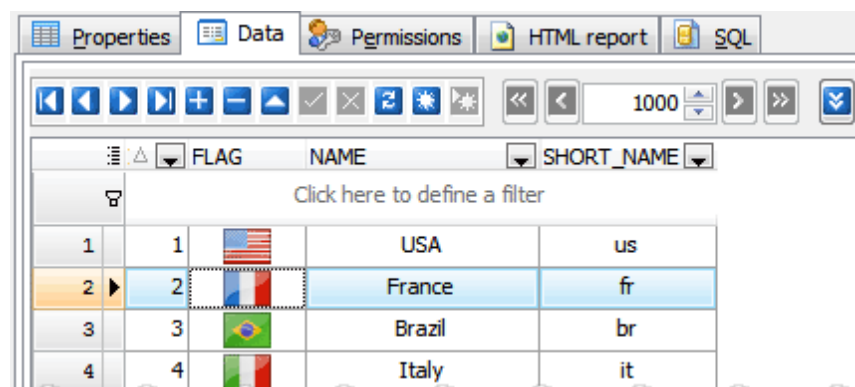 Properties Data Permissions HTML report SQL
1000
FLAG NAME SHORT_NAME
Click here to define a filter
1 1 USA us
2 2 France fr
3 3 Brazil br
4 4 Italy it